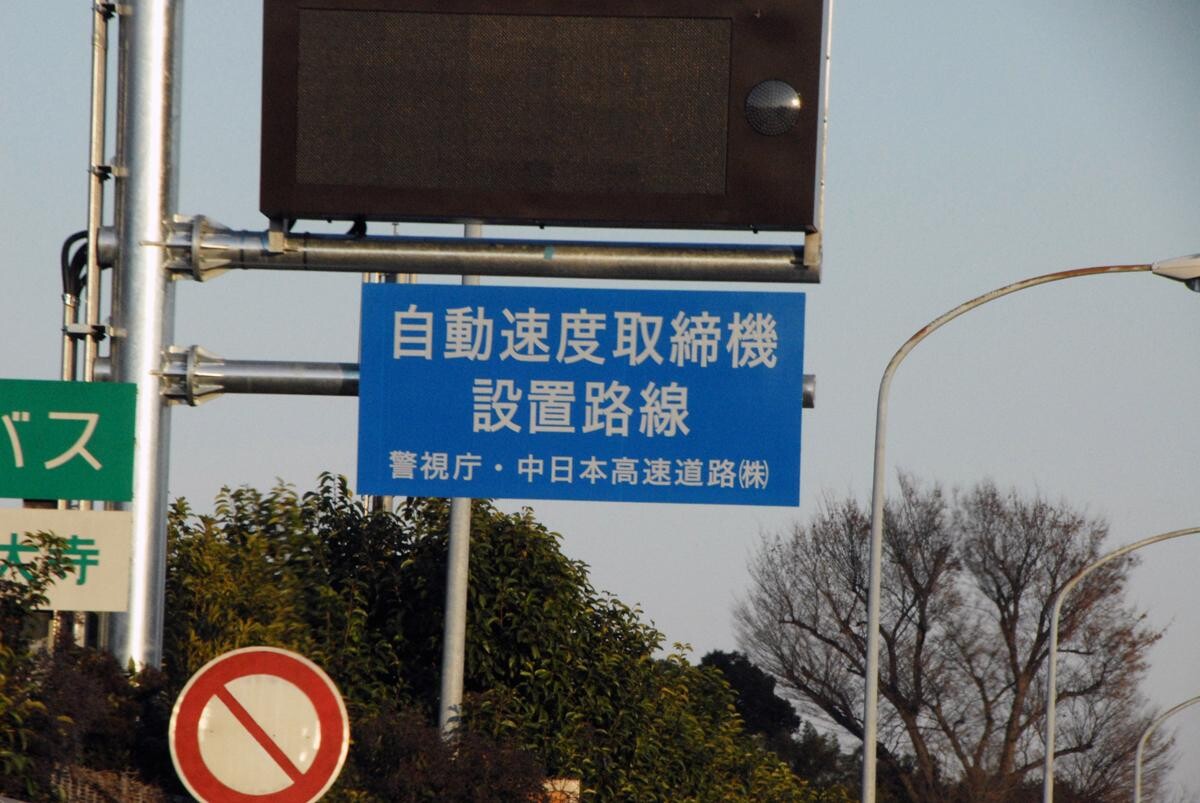 自動速度取締機
設置路線
警視庁・中日本高速道路㈱
バス
大寺